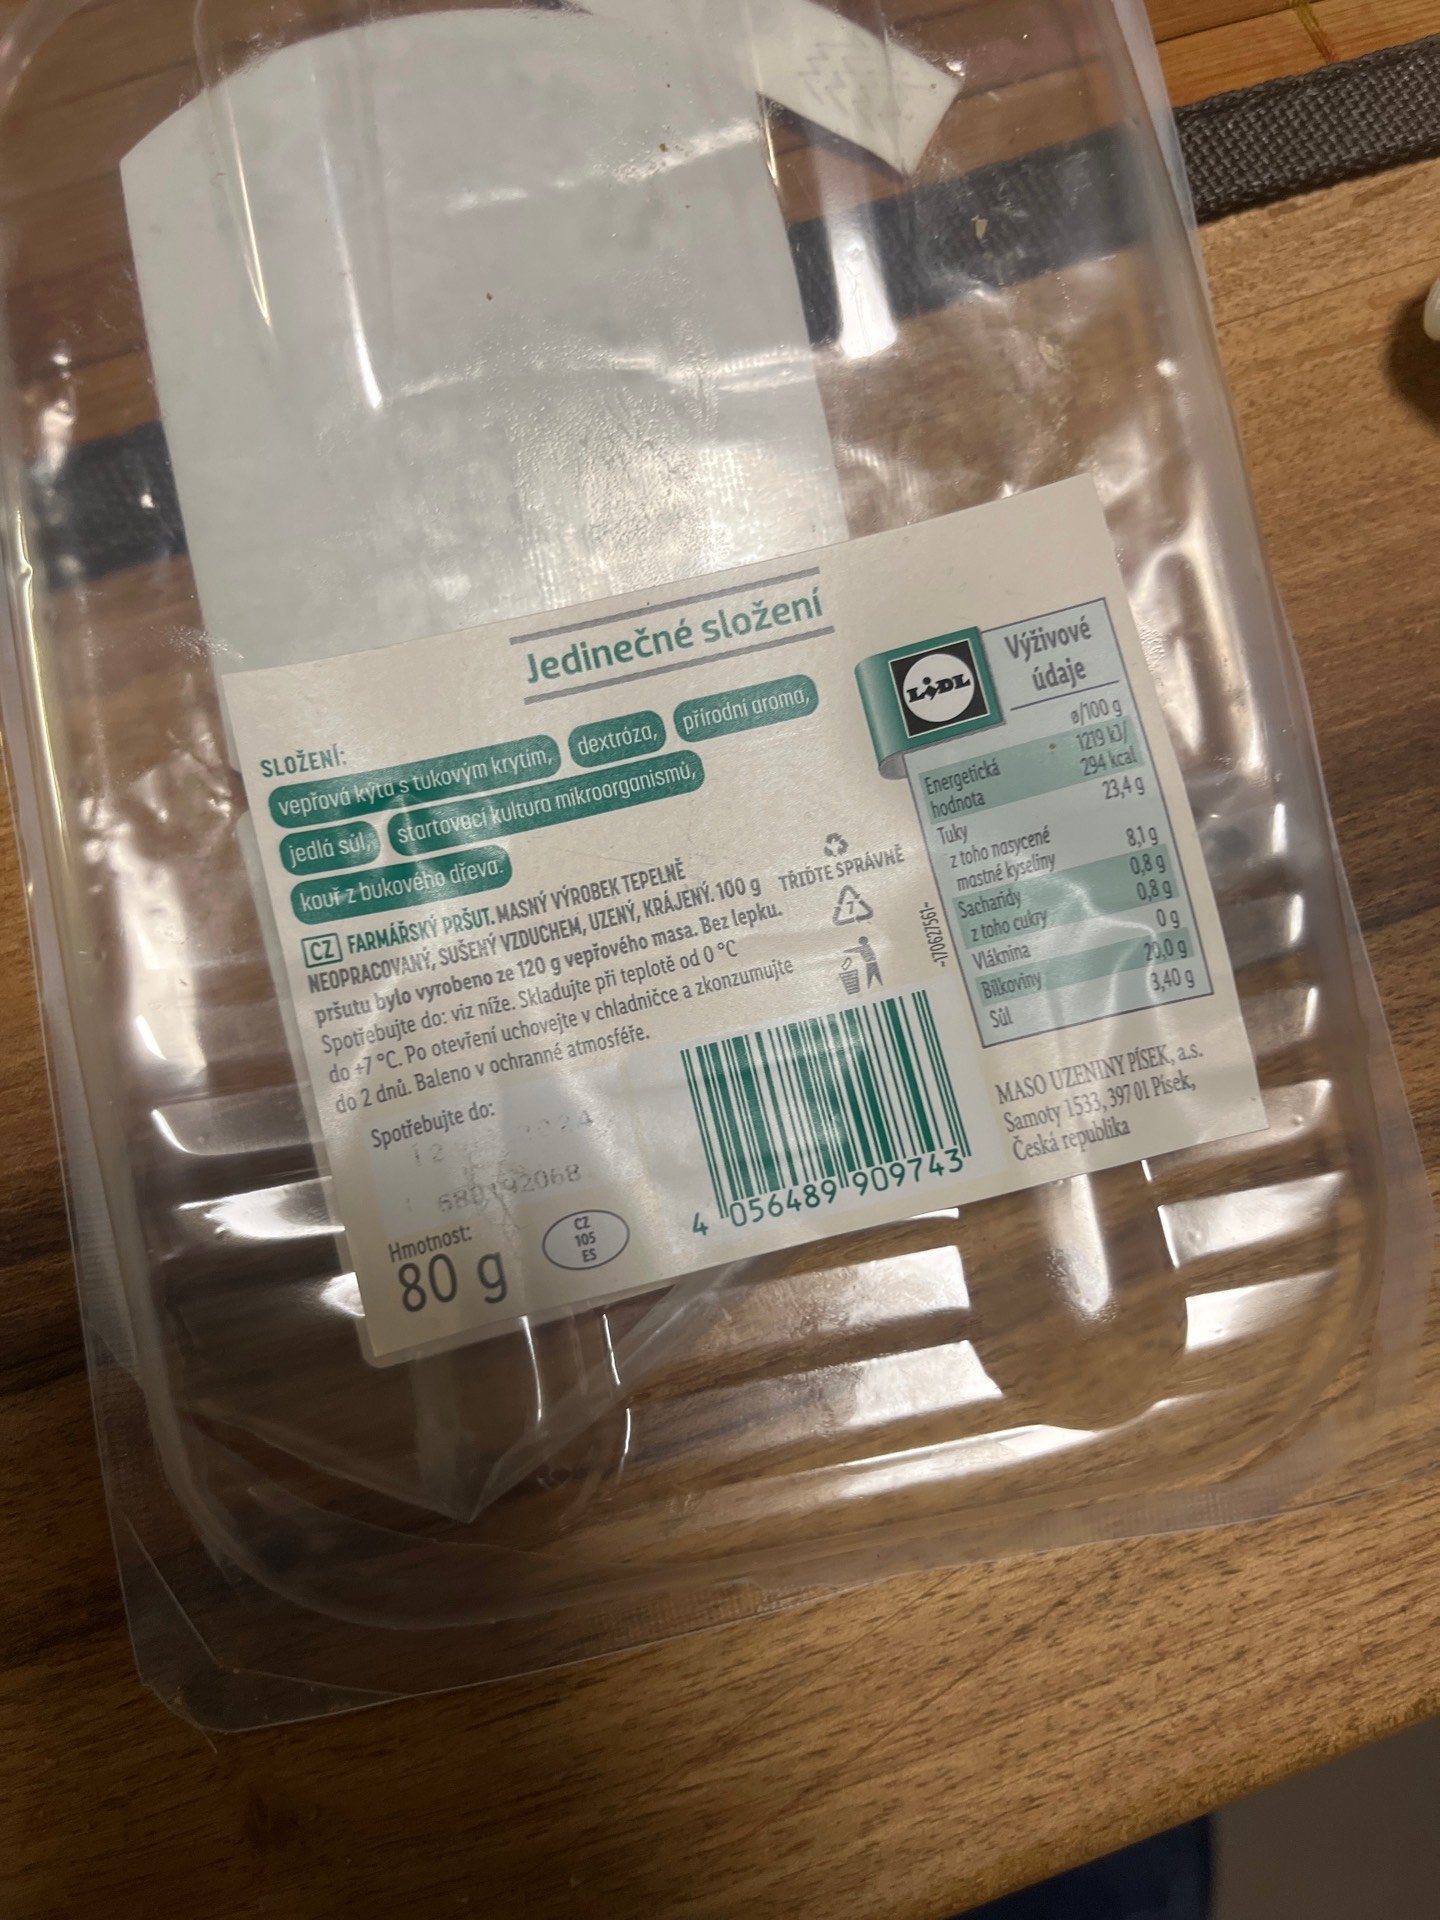 Jedinečné složení
SLOŽENÍ:
vepřová kýta s tukovým krytím, dextróza, přírodní aroma,
jedlá sůl, startovací kultura mikroorganismů,
kouř z bukového dřeva.
CZ FARMÁŘSKÝ PRŠUT. MASNÝ VÝROBEK TEPELNĚ
NEOPRACOVANÝ, SUŠENÝ VZDUCHEM, UZENÝ, KRÁJENÝ. 100 g
pršutu bylo vyrobeno ze 120 g vepřového masa. Bez lepku.
Spotřebujte do: viz níže. Skladujte při teplotě od 0 °C
do +7 °C. Po otevření uchovejte v chladničce a zkonzumujte
do 2 dnů. Baleno v ochranné atmosféře.
TŘIĎTE SPRÁVNĚ
7
Spotřebujte do:
Hmotnost:
80 g
CZ
105
ES
4 056489 909743
~17062756I~
LIDL
Výživové
údaje
ø/100 g
Energetická 1219 kJ/
hodnota 294 kcal
Tuky 23,4 g
z toho nasycené
mastné kyseliny 8,1 g
Sacharidy 0,8 g
z toho cukry 0,8 g
Vláknina 0 g
Bílkoviny 20,0 g
Sůl 3,40 g
MASO UZENINY PÍSEK, a.s.
Samoty 1533, 397 01 Písek,
Česká republika